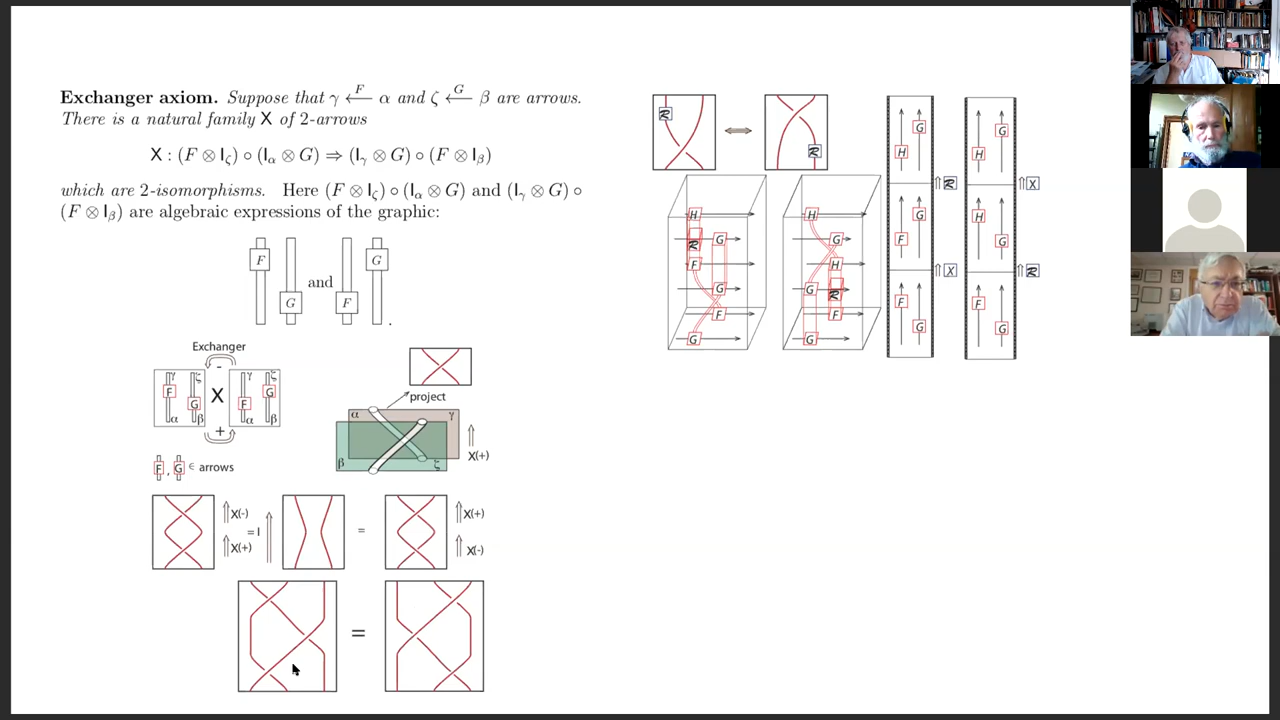 Exchanger axiom. Suppose that γ ←F α and ζ ←G β are arrows.
There is a natural family X of 2-arrows
X : (F ⊗ I_ζ) ∘ (I_α ⊗ G) ⇒ (I_γ ⊗ G) ∘ (F ⊗ I_β)
which are 2-isomorphisms. Here (F ⊗ I_ζ) ∘ (I_α ⊗ G) and (I_γ ⊗ G) ∘
(F ⊗ I_β) are algebraic expressions of the graphic:
F G and F G .
Exchanger
- 
γ ζ γ ζ
F G X F G
α β α β
+
project
α γ
β ζ
X(+)
F , G ∈ arrows
X(-) X(+)
= I =
X(+) X(-)
=
R ⇔ R
H H
R G G
F H
G G R
F F
G G
G
H
R
G
F
X
G
F
G
H
X
H
G
R
F
G